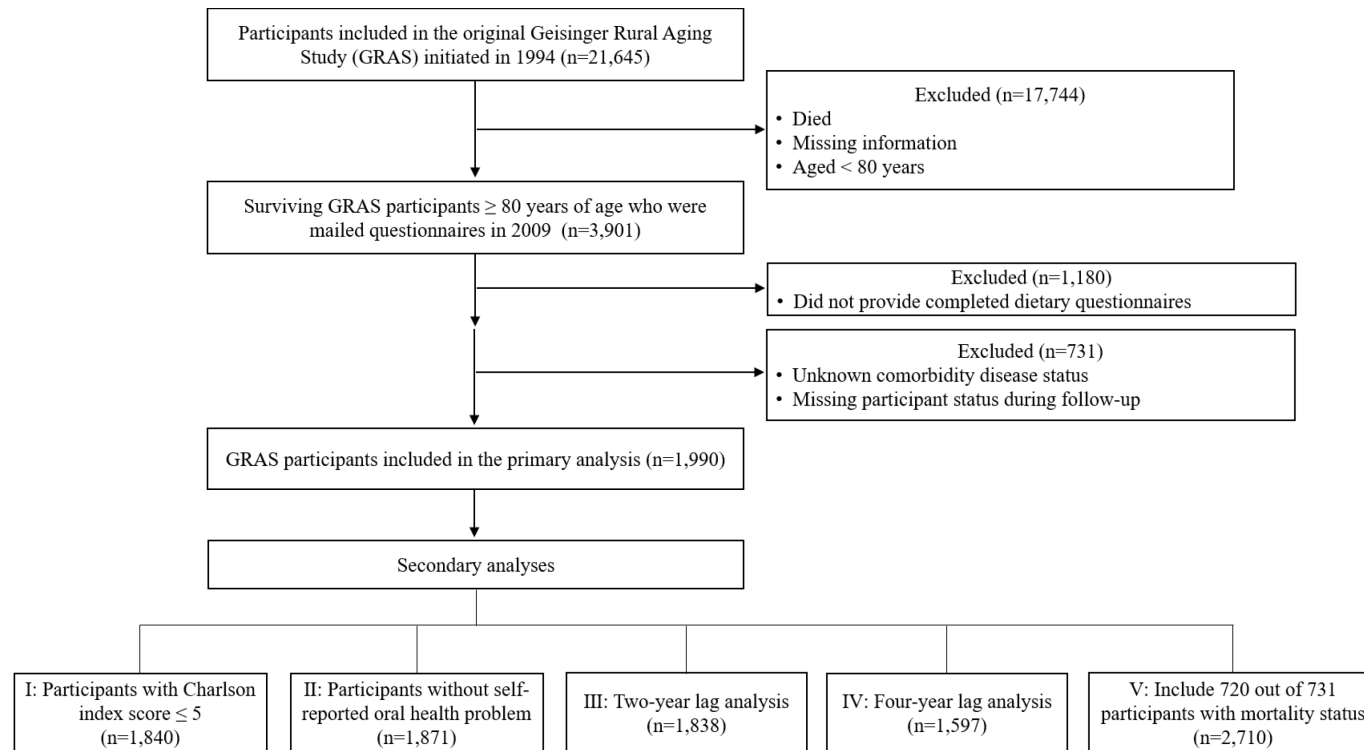 Participants included in the original Geisinger Rural Aging
Study (GRAS) initiated in 1994 (n=21,645)
Excluded (n=17,744)
• Died
• Missing information
• Aged < 80 years
Surviving GRAS participants ≥ 80 years of age who were
mailed questionnaires in 2009 (n=3,901)
Excluded (n=1,180)
• Did not provide completed dietary questionnaires
Excluded (n=731)
• Unknown comorbidity disease status
• Missing participant status during follow-up
GRAS participants included in the primary analysis (n=1,990)
Secondary analyses
I: Participants with Charlson
index score ≤ 5
(n=1,840)
II: Participants without self-
reported oral health problem
(n=1,871)
III: Two-year lag analysis
(n=1,838)
IV: Four-year lag analysis
(n=1,597)
V: Include 720 out of 731
participants with mortality status
(n=2,710)